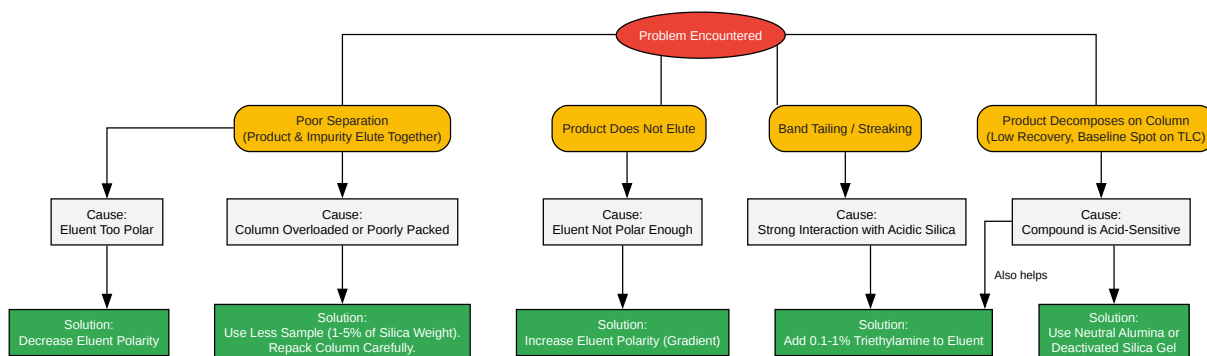 Problem Encountered
Poor Separation
(Product & Impurity Elute Together)
Product Does Not Elute
Band Tailing / Streaking
Product Decomposes on Column
(Low Recovery, Baseline Spot on TLC)
Cause:
Eluent Too Polar
Cause:
Column Overloaded or Poorly Packed
Cause:
Eluent Not Polar Enough
Cause:
Strong Interaction with Acidic Silica
Cause:
Compound is Acid-Sensitive
Also helps
Solution:
Decrease Eluent Polarity
Solution:
Use Less Sample (1-5% of Silica Weight).
Repack Column Carefully.
Solution:
Increase Eluent Polarity (Gradient)
Solution:
Add 0.1-1% Triethylamine to Eluent
Solution:
Use Neutral Alumina or
Deactivated Silica Gel